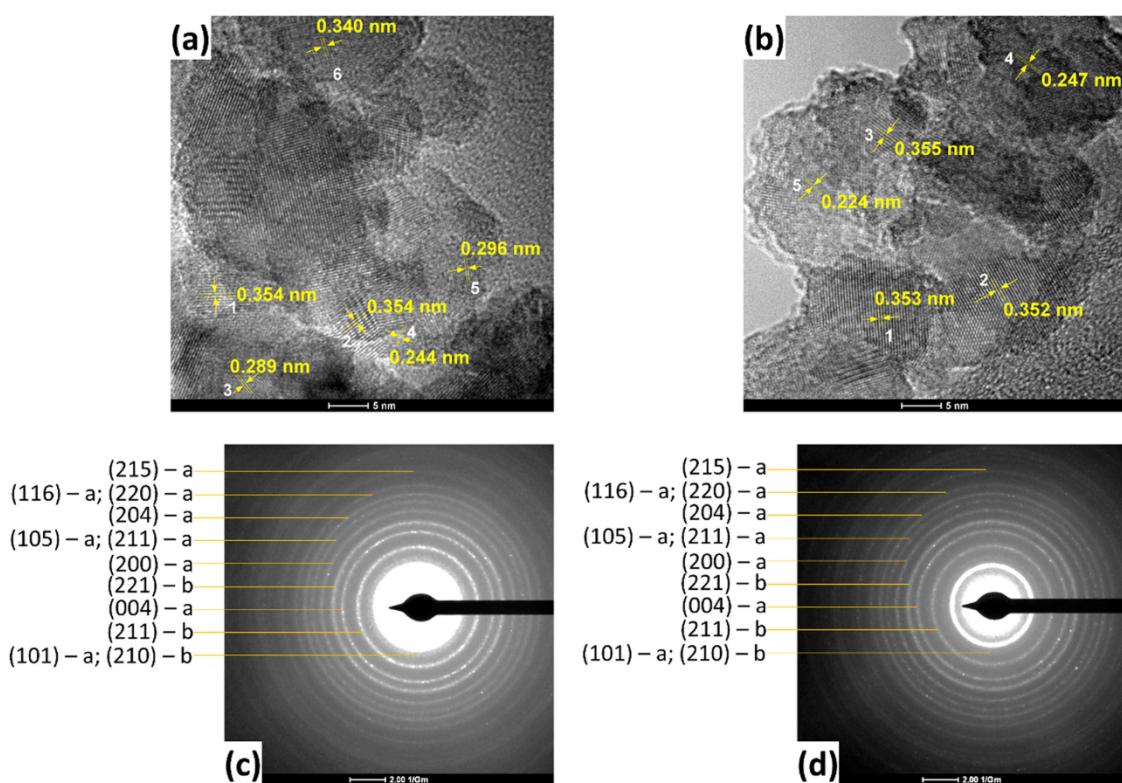 (a)
0.340 nm
6
0.296 nm
5
0.354 nm
1
0.354 nm
2
4
0.244 nm
0.289 nm
3
5 nm
(b)
4
0.247 nm
3
0.355 nm
5
0.224 nm
2
0.353 nm
0.352 nm
1
5 nm
(215) – a
(116) – a; (220) – a
(204) – a
(105) – a; (211) – a
(200) – a
(221) – b
(004) – a
(211) – b
(101) – a; (210) – b
(c)
2.00 1/Gm
(215) – a
(116) – a; (220) – a
(204) – a
(105) – a; (211) – a
(200) – a
(221) – b
(004) – a
(211) – b
(101) – a; (210) – b
(d)
2.00 1/Gm